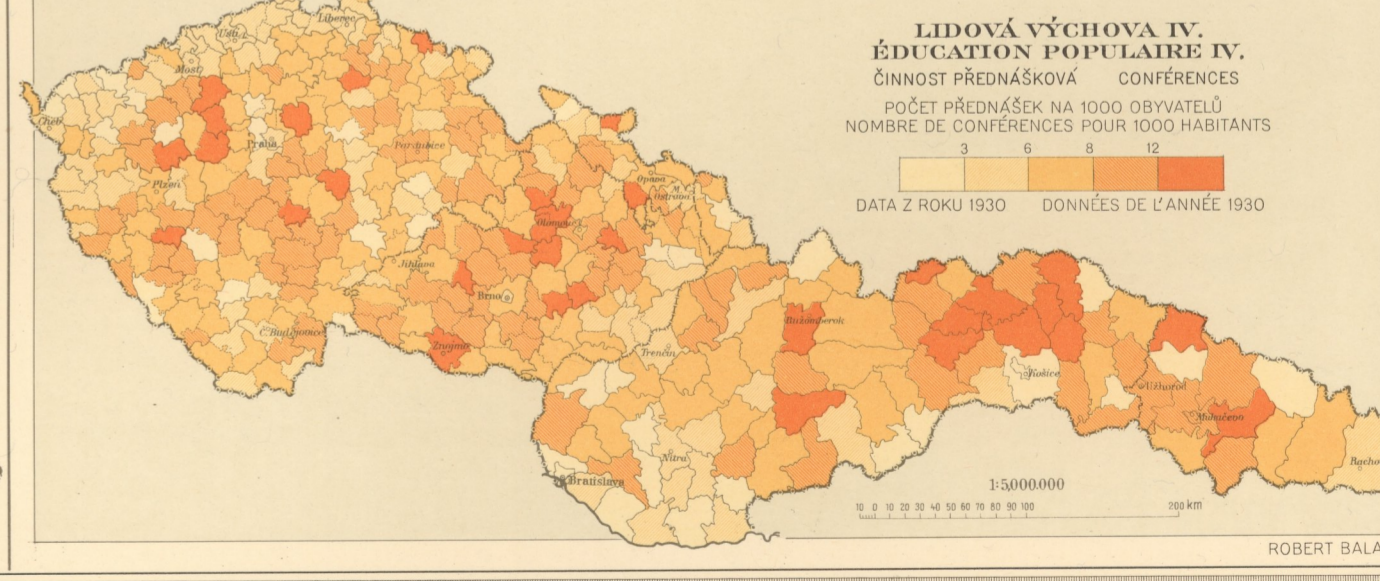 LIDOVÁ VÝCHOVA IV.
ÉDUCATION POPULAIRE IV.
ČINNOST PŘEDNÁŠKOVÁ CONFÉRENCES
POČET PŘEDNÁŠEK NA 1000 OBYVATELŮ
NOMBRE DE CONFÉRENCES POUR 1000 HABITANTS
3 6 8 12
DATA Z ROKU 1930 DONNÉES DE L'ANNÉE 1930
Liberec
Ústí
Most
Cheb
Praha
Pardubice
Plzeň
Opava
M. Ostrava
Olomouc
Jihlava
Brno
Č. Budějovice
Znojmo
Ružomberok
Trenčín
Košice
Užhorod
Mukačevo
Nitra
Racho
Bratislava
1:5,000.000
10 0 10 20 30 40 50 60 70 80 90 100 200 km
ROBERT BALA